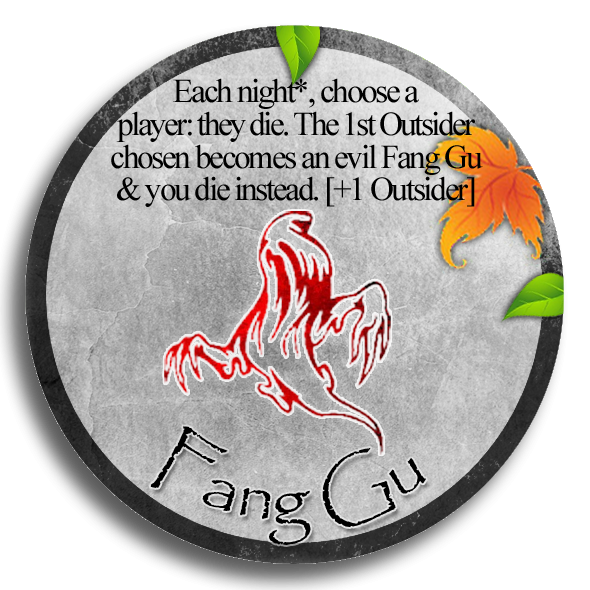 Each night*, choose a
player: they die. The 1st Outsider
chosen becomes an evil Fang Gu
& you die instead. [+1 Outsider]
Fang Gu